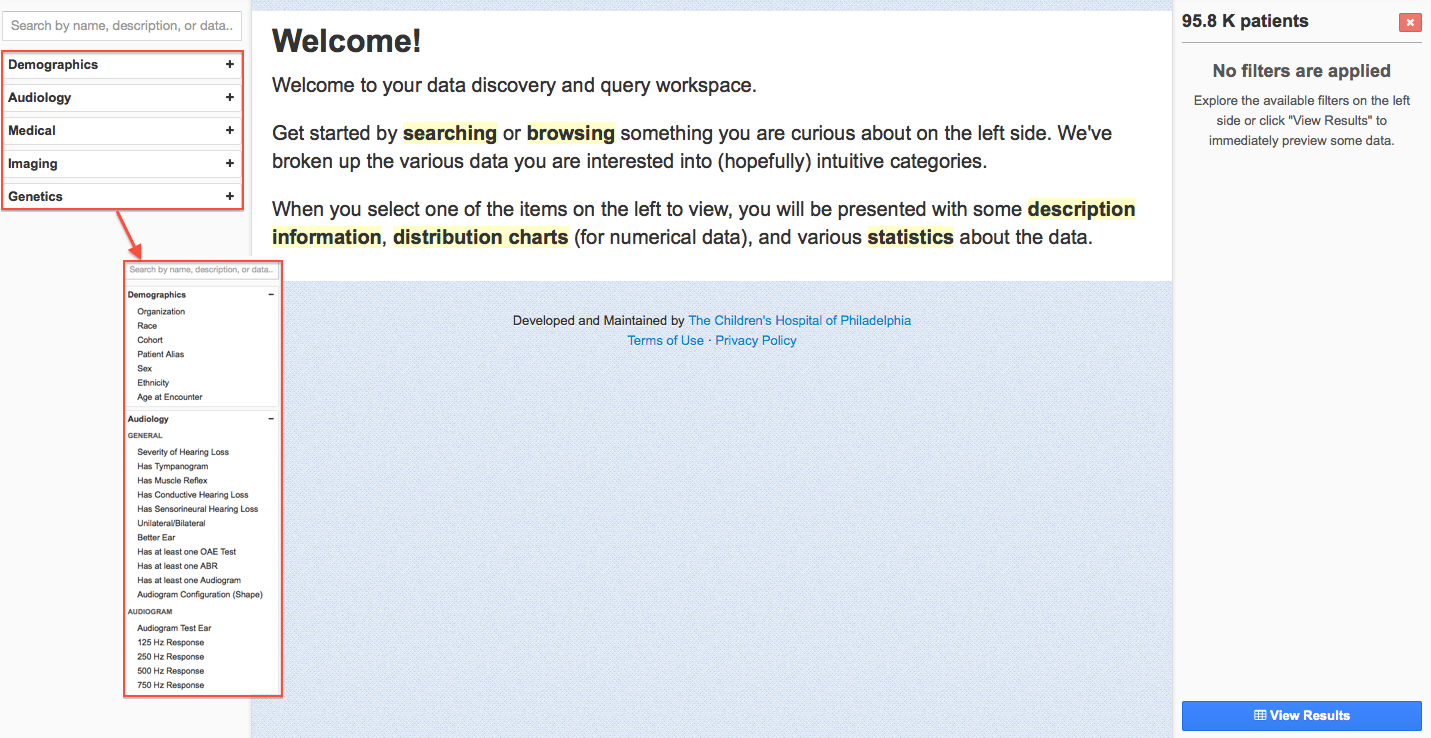 Search by name, description, or data..
Demographics +
Audiology +
Medical +
Imaging +
Genetics +
Search by name, description, or data..
Demographics −
Organization
Race
Cohort
Patient Alias
Sex
Ethnicity
Age at Encounter
Audiology −
GENERAL
Severity of Hearing Loss
Has Tympanogram
Has Muscle Reflex
Has Conductive Hearing Loss
Has Sensorineural Hearing Loss
Unilateral/Bilateral
Better Ear
Has at least one OAE Test
Has at least one ABR
Has at least one Audiogram
Audiogram Configuration (Shape)
AUDIOGRAM
Audiogram Test Ear
125 Hz Response
250 Hz Response
500 Hz Response
750 Hz Response
Welcome!
Welcome to your data discovery and query workspace.
Get started by searching or browsing something you are curious about on the left side. We've
broken up the various data you are interested into (hopefully) intuitive categories.
When you select one of the items on the left to view, you will be presented with some description
information, distribution charts (for numerical data), and various statistics about the data.
Developed and Maintained by The Children's Hospital of Philadelphia
Terms of Use · Privacy Policy
95.8 K patients
No filters are applied
Explore the available filters on the left
side or click "View Results" to
immediately preview some data.
View Results